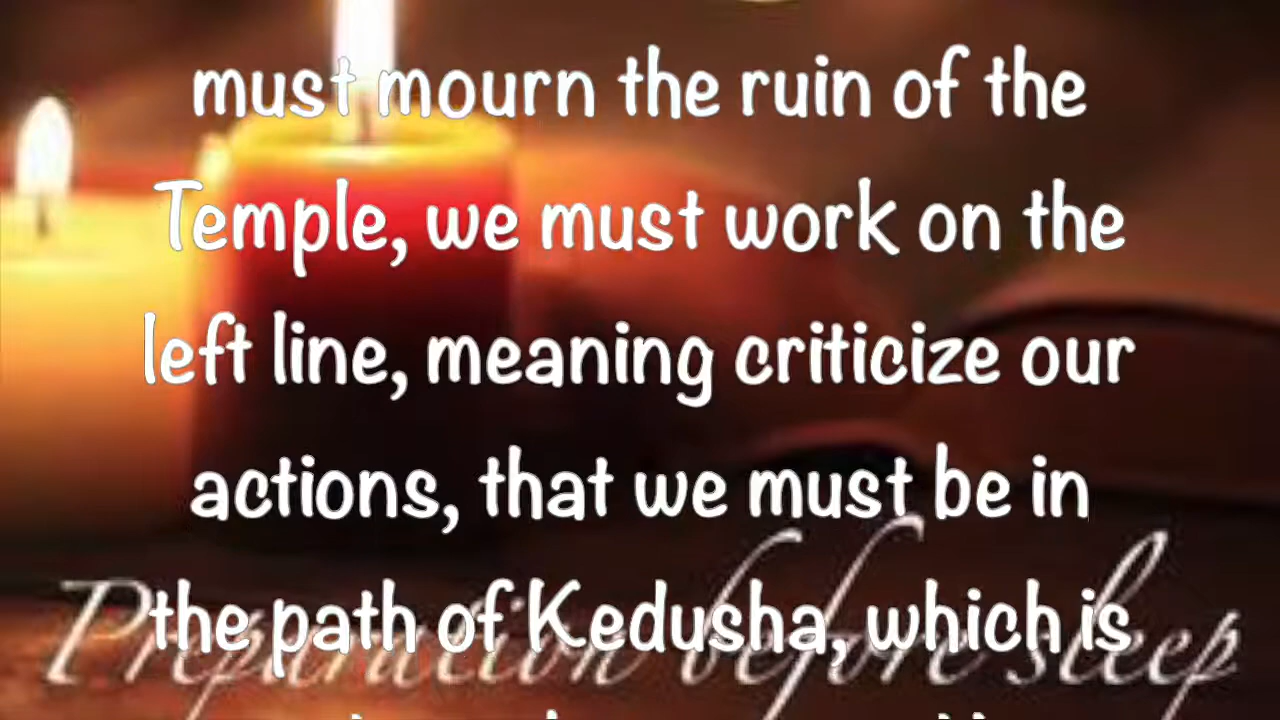 must mourn the ruin of the
Temple, we must work on the
left line, meaning criticize our
actions, that we must be in
the path of Kedusha, which is
Preparation before sleep